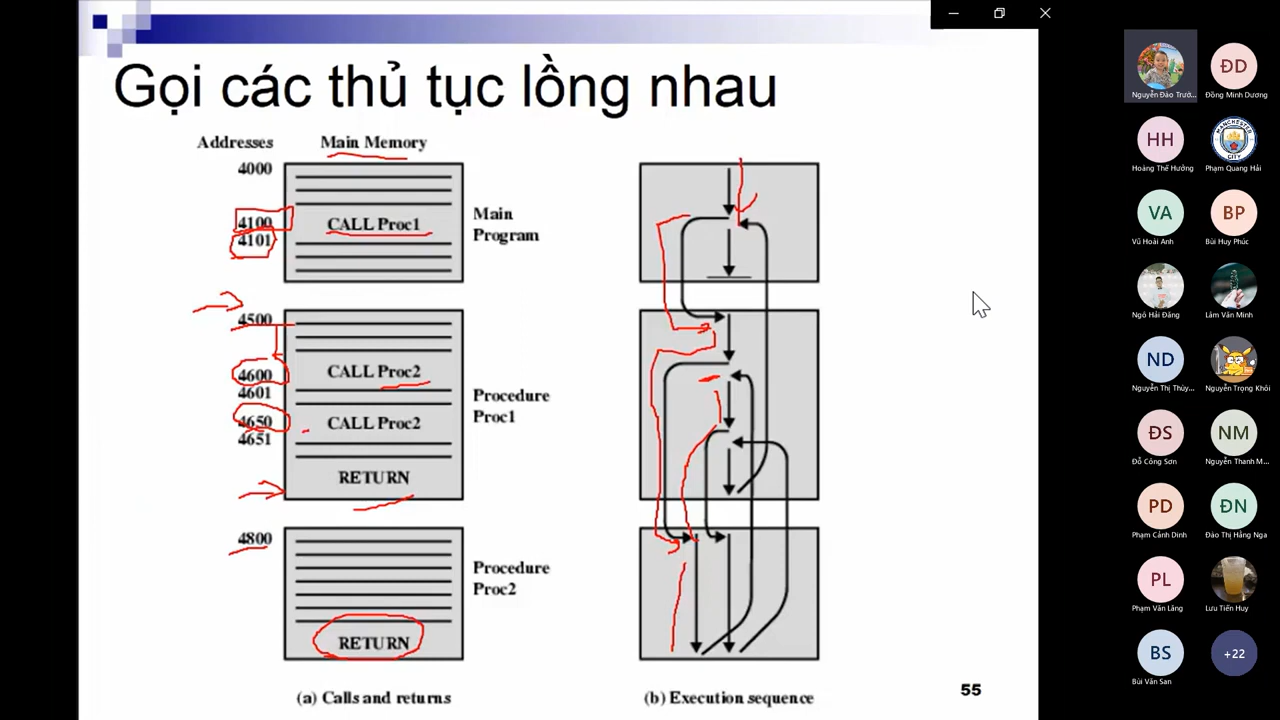 Gọi các thủ tục lồng nhau
Addresses
Main Memory
4000
4100
CALL Proc1
4101
Main
Program
4500
4600
CALL Proc2
4601
4650
CALL Proc2
4651
RETURN
Procedure
Proc1
4800
Procedure
Proc2
RETURN
(a) Calls and returns
(b) Execution sequence
55
Nguyễn Đào Trườ...
ĐD
Đồng Minh Dương
HH
Hoàng Thế Hưởng
MANCHESTER
CITY
Phạm Quang Hải
VA
Vũ Hoài Anh
BP
Bùi Huy Phúc
Ngô Hải Đăng
Lâm Văn Minh
ND
Nguyễn Thị Thùy...
Nguyễn Trọng Khôi
ĐS
Đỗ Công Sơn
NM
Nguyễn Thanh M...
PD
Phạm Cảnh Dinh
ĐN
Đào Thị Hằng Nga
PL
Phạm Văn Lăng
Lưu Tiến Huy
BS
Bùi Văn San
+22